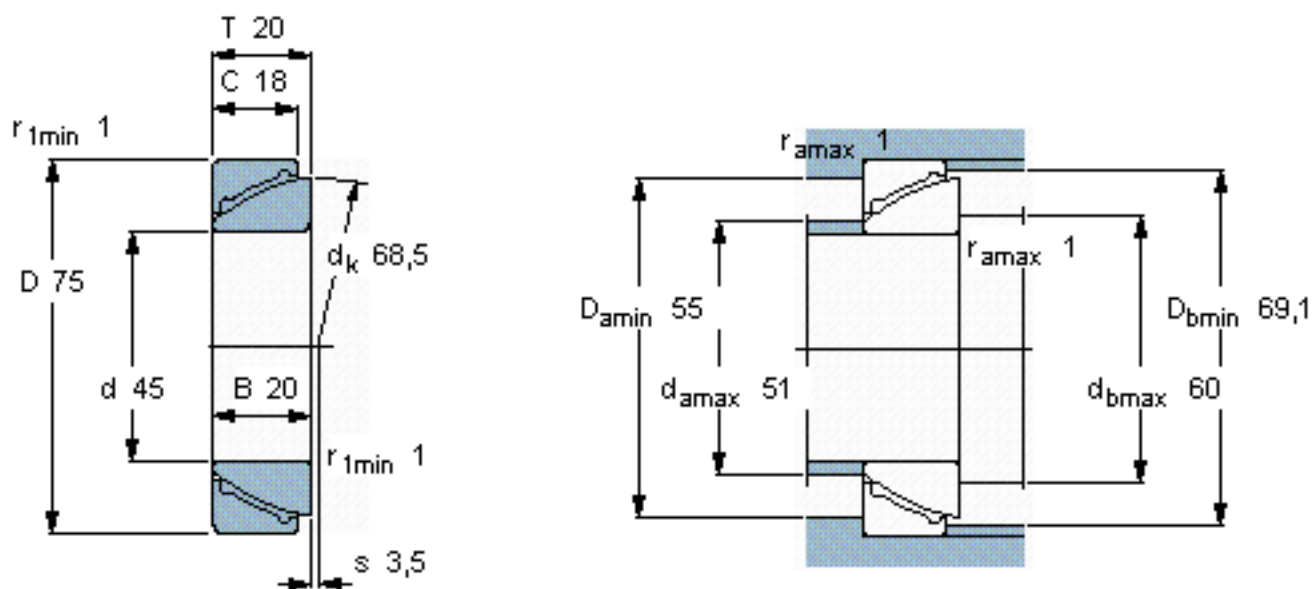 T 20
C 18
r1min 1
D 75
d 45
B 20
dk 68,5
r1min 1
s 3,5
ramax 1
Damin 55
damax 51
ramax 1
Dbmin 69,1
dbmax 60